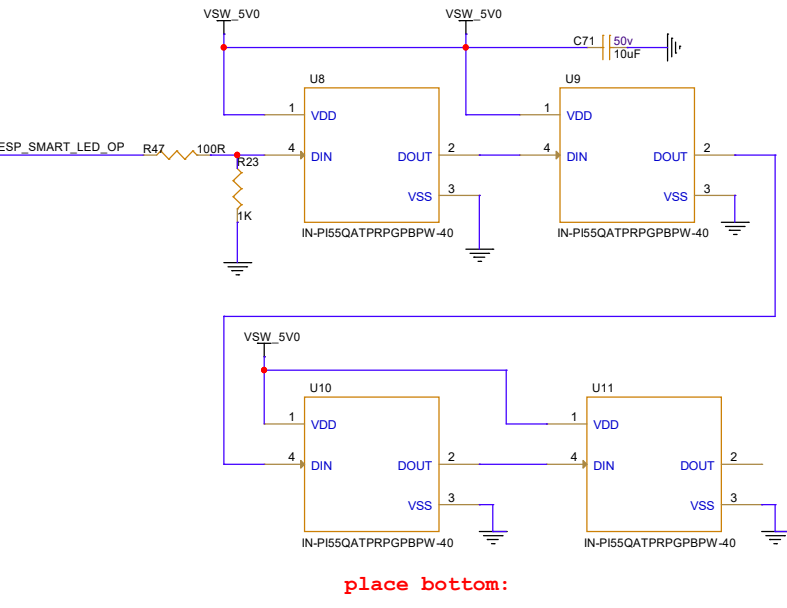 VSW_5V0 VSW_5V0
C71 50v
10uF
U8 U9
1 VDD 1 VDD
ESP_SMART_LED_OP R47 100R 4 DIN DOUT 2 4 DIN DOUT 2
R23
VSS 3 VSS 3
1K
IN-PI55QATPRPGPBPW-40 IN-PI55QATPRPGPBPW-40
VSW_5V0
U10 U11
1 VDD 1 VDD
4 DIN DOUT 2 4 DIN DOUT 2
VSS 3 VSS 3
IN-PI55QATPRPGPBPW-40 IN-PI55QATPRPGPBPW-40
place bottom: